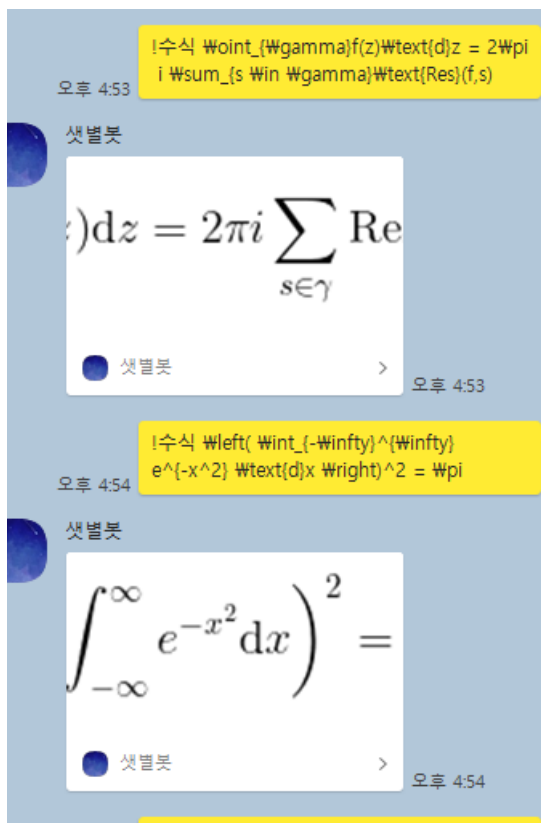 !수식 ₩oint_{₩gamma}f(z)₩text{d}z = 2₩pi
i ₩sum_{s ₩in ₩gamma}₩text{Res}(f,s)
오후 4:53
샛별봇
)dz = 2πi ∑ Re
s∈γ
샛별봇
오후 4:53
!수식 ₩left( ₩int_{-₩infty}^{₩infty}
e^{-x^2} ₩text{d}x ₩right)^2 = ₩pi
오후 4:54
샛별봇
∫_{-∞}^{∞} e^{-x^2}dx)^2 =
샛별봇
오후 4:54